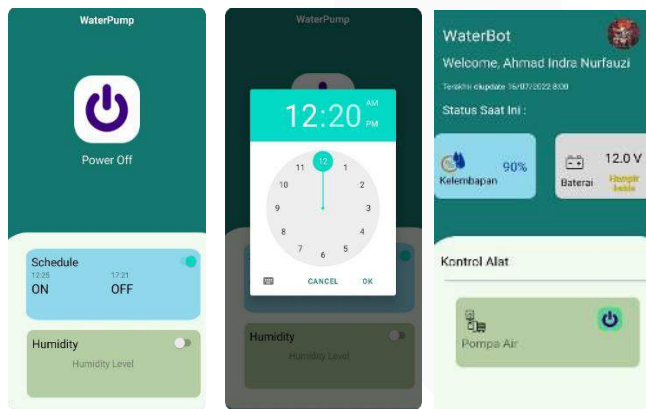 WaterPump
Power Off
Schedule
12:25 17:21
ON OFF
Humidity
Humidity Level
WaterPump
12:20
AM
PM
12
11 1
10 2
9 3
8 4
7 5
6
CANCEL OK
Humidity
Humidity Level
WaterBot
Welcome, Ahmad Indra Nurfauzi
Terakhir diupdate 16/07/2022 8:00
Status Saat Ini :
90%
Kelembapan
12.0 V
Baterai
Hampir
Kontrol Alat
Pompa Air